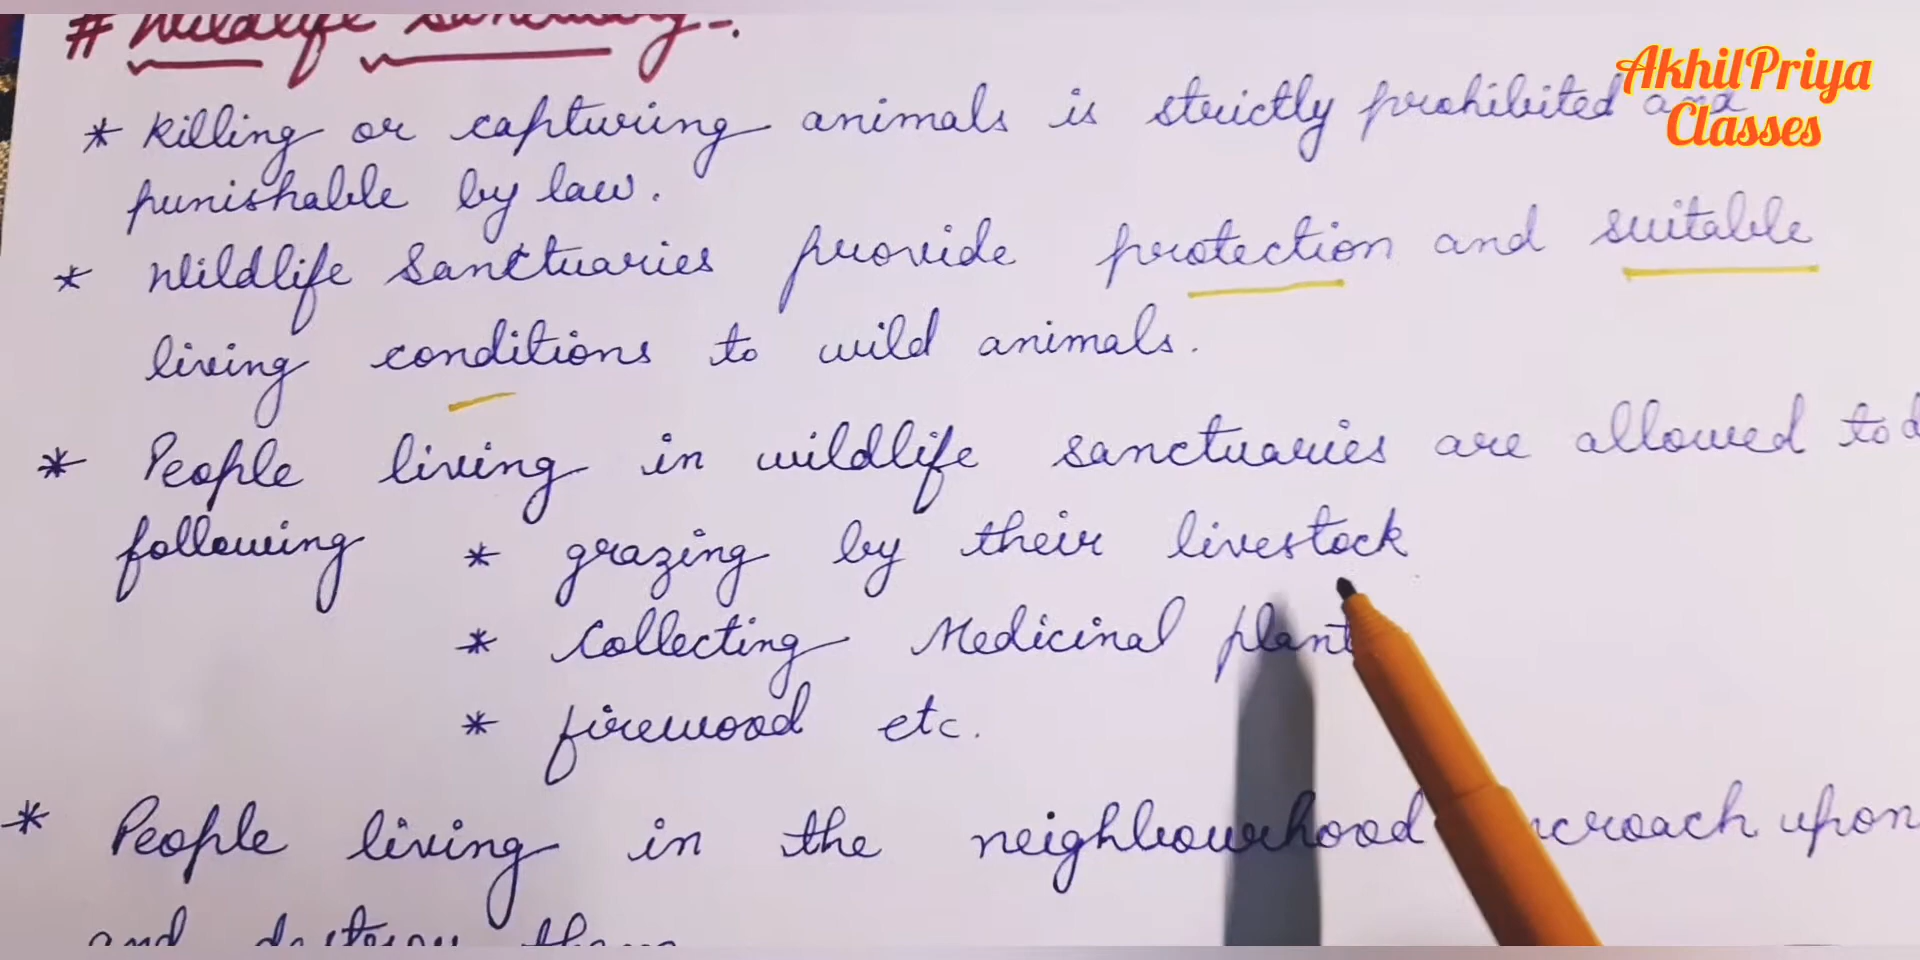 # Wildlife Sanctuary -.
AkhilPriya
Classes
* Killing or capturing animals is strictly prohibited and
punishable by law.
* Wildlife Sanctuaries provide protection and suitable
living conditions to wild animals.
* People living in wildlife sanctuaries are allowed to
following * grazing by their livestock
* Collecting Medicinal plant
* firewood etc.
* People living in the neighbourhood upon
and